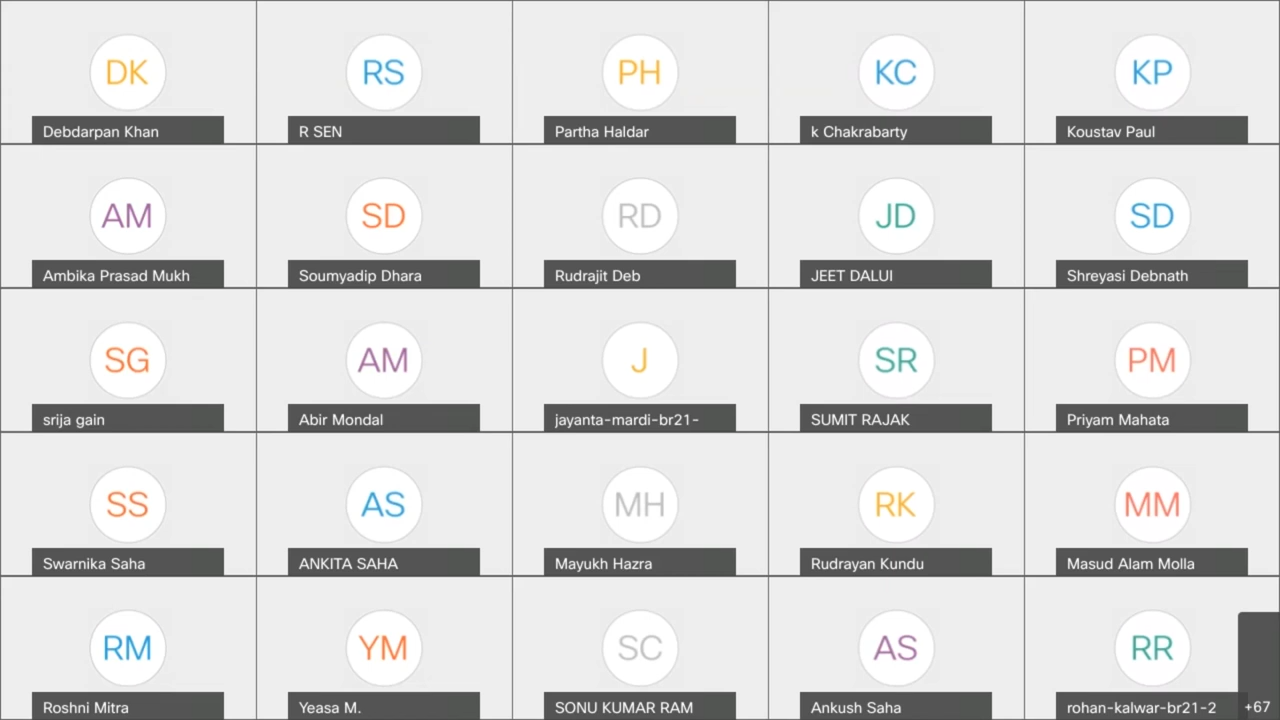 DK
RS
PH
KC
KP
Debdarpan Khan
R SEN
Partha Haldar
k Chakrabarty
Koustav Paul
AM
SD
RD
JD
SD
Ambika Prasad Mukh
Soumyadip Dhara
Rudrajit Deb
JEET DALUI
Shreyasi Debnath
SG
AM
J
SR
PM
srija gain
Abir Mondal
jayanta-mardi-br21-
SUMIT RAJAK
Priyam Mahata
SS
AS
MH
RK
MM
Swarnika Saha
ANKITA SAHA
Mayukh Hazra
Rudrayan Kundu
Masud Alam Molla
RM
YM
SC
AS
RR
Roshni Mitra
Yeasa M.
SONU KUMAR RAM
Ankush Saha
rohan-kalwar-br21-2
+67